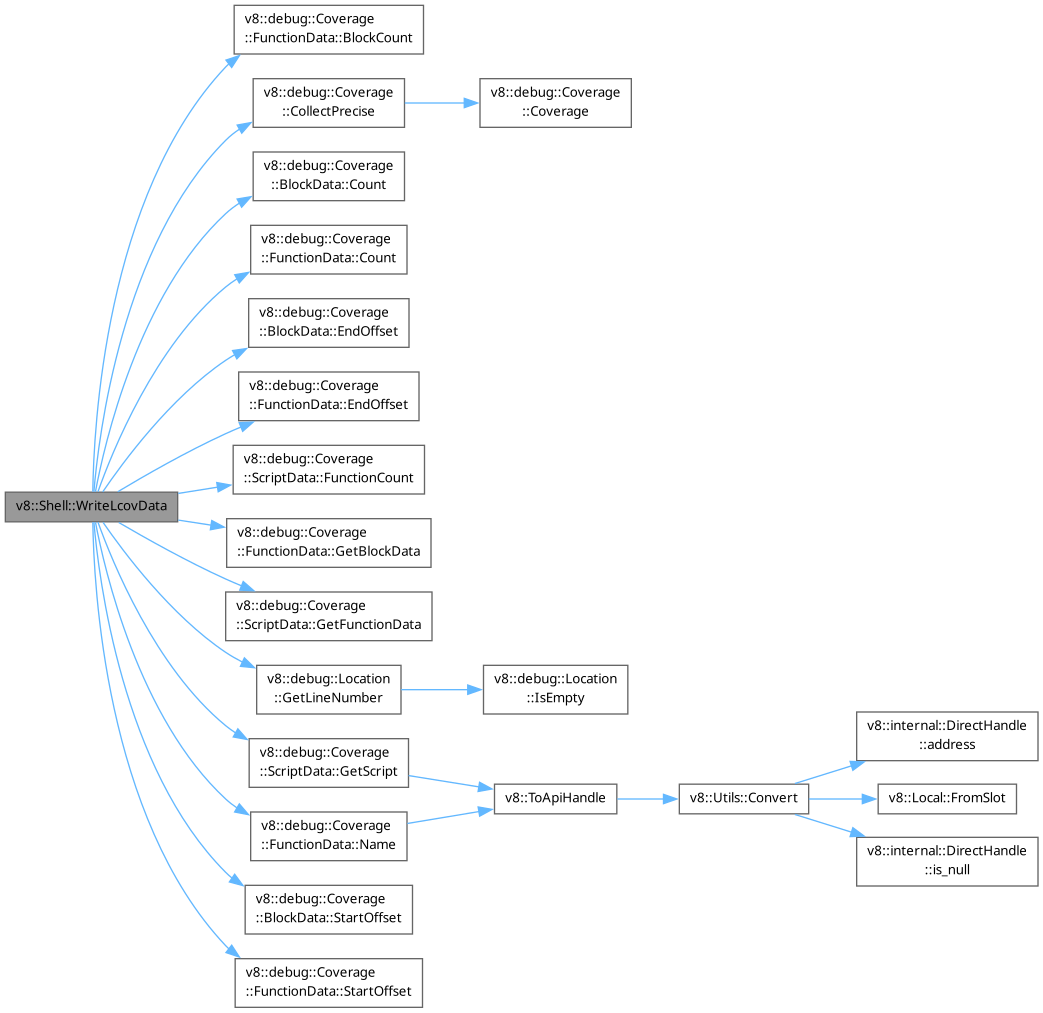 v8::debug::Coverage
::FunctionData::BlockCount
v8::debug::Coverage
::CollectPrecise
v8::debug::Coverage
::Coverage
v8::debug::Coverage
::BlockData::Count
v8::debug::Coverage
::FunctionData::Count
v8::debug::Coverage
::BlockData::EndOffset
v8::debug::Coverage
::FunctionData::EndOffset
v8::debug::Coverage
::ScriptData::FunctionCount
v8::Shell::WriteLcovData
v8::debug::Coverage
::FunctionData::GetBlockData
v8::debug::Coverage
::ScriptData::GetFunctionData
v8::debug::Location
::GetLineNumber
v8::debug::Location
::IsEmpty
v8::debug::Coverage
::ScriptData::GetScript
v8::ToApiHandle
v8::Utils::Convert
v8::internal::DirectHandle
::address
v8::Local::FromSlot
v8::internal::DirectHandle
::is_null
v8::debug::Coverage
::FunctionData::Name
v8::debug::Coverage
::BlockData::StartOffset
v8::debug::Coverage
::FunctionData::StartOffset